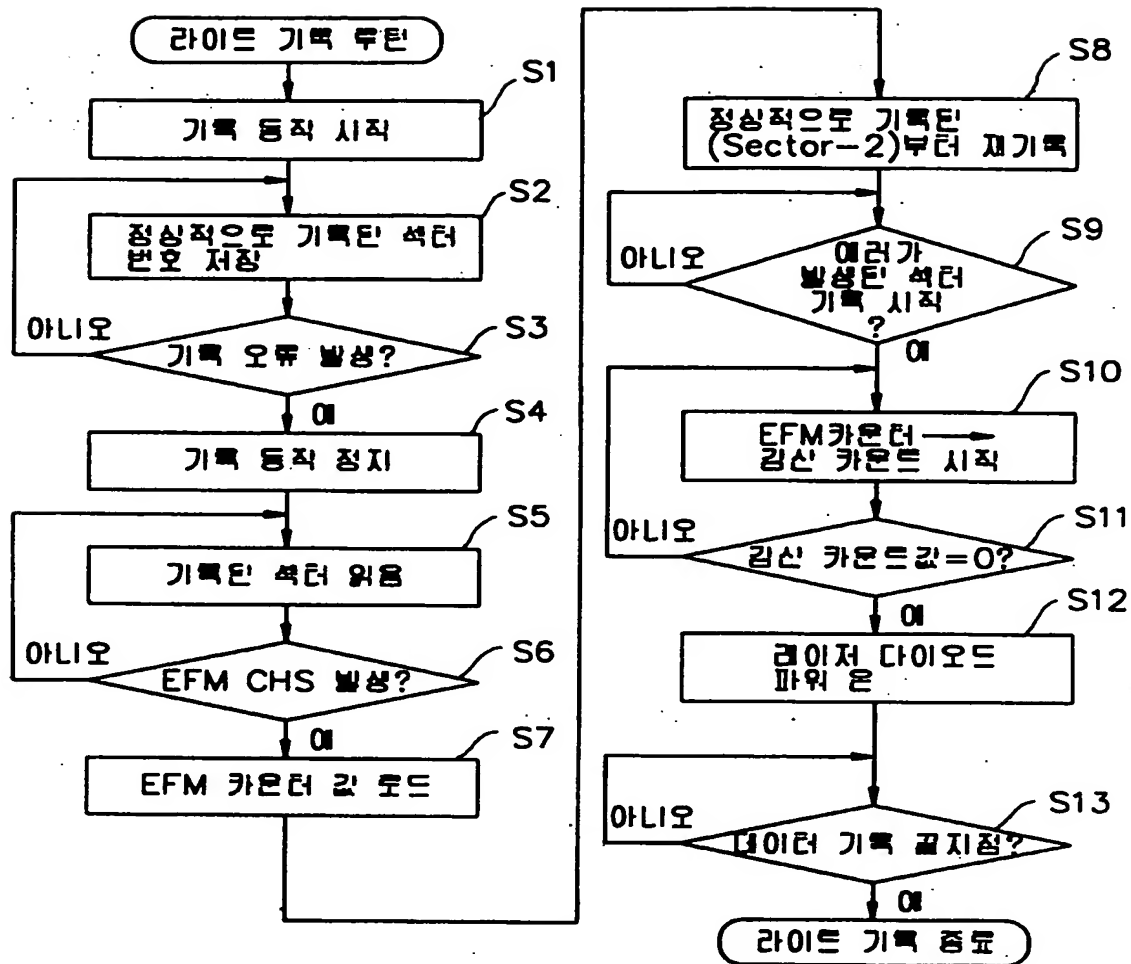 라이트 기록 루틴
S1
기록 동작 시작
S2
정상적으로 기록된 섹터
번호 저장
아니오
S3
기록 오류 발생?
예
S4
기록 동작 정지
S5
기록된 섹터 읽음
아니오
S6
EFM CHS 발생?
예
S7
EFM 카운터 값 로드
S8
정상적으로 기록된
(Sector-2)부터 재기록
S9
아니오
에러가
발생된 섹터
기록 시작
?
예
S10
EFM카운터 →
감산 카운트 시작
아니오
S11
감산 카운트값=0?
예
S12
레이저 다이오드
파워 온
아니오
S13
데이터 기록 끝지점?
예
라이트 기록 종료